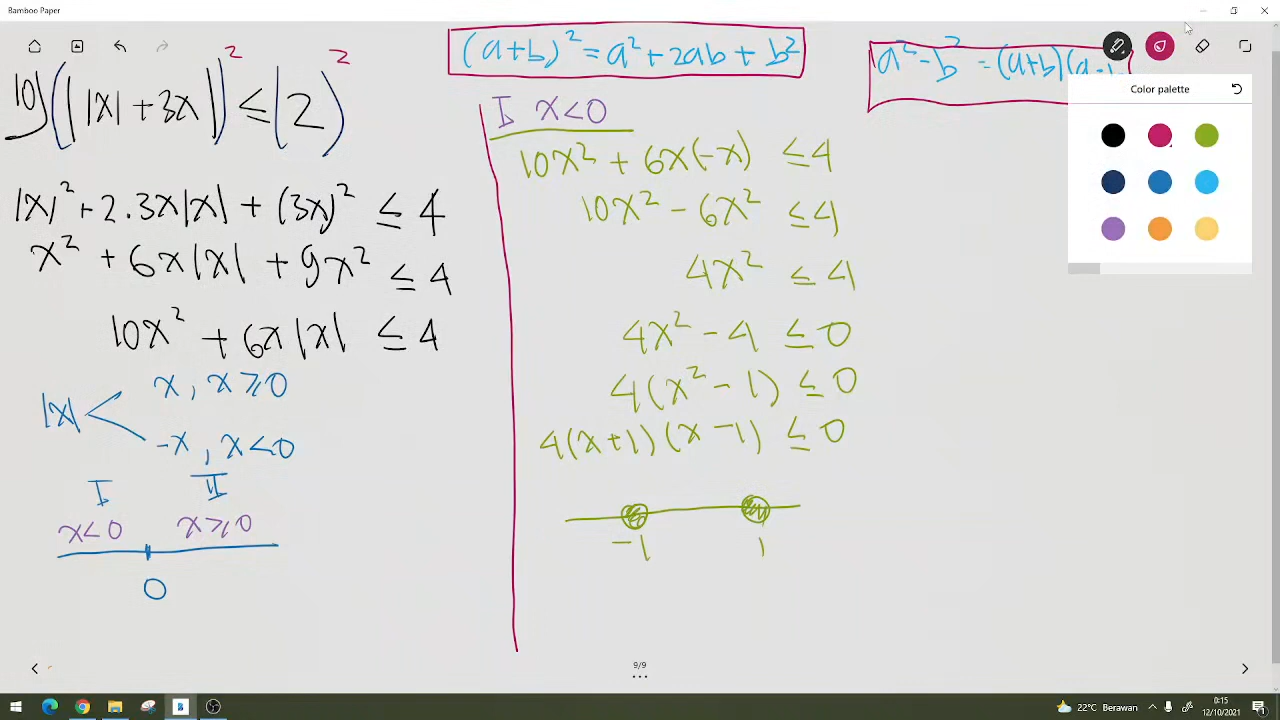 Bamboo Paper
(a+b)² = a² + 2ab + b²
a² - b² = (a+b)(a-
10) (| |x| + 3x |)² ≤ (2)²
|x|² + 2.3x|x| + (3x)² ≤ 4
x² + 6x|x| + 9x² ≤ 4
10x² + 6x|x| ≤ 4
|x| < x, x ≥ 0
-x, x < 0
I II
x<0 x≥0
0
I x<0
10x² + 6x(-x) ≤ 4
10x² - 6x² ≤ 4
4x² ≤ 4
4x² - 4 ≤ 0
4(x² - 1) ≤ 0
4(x+1)(x-1) ≤ 0
-1 1
Color palette
9/9
22°C Berawan
0:15
12/10/2021